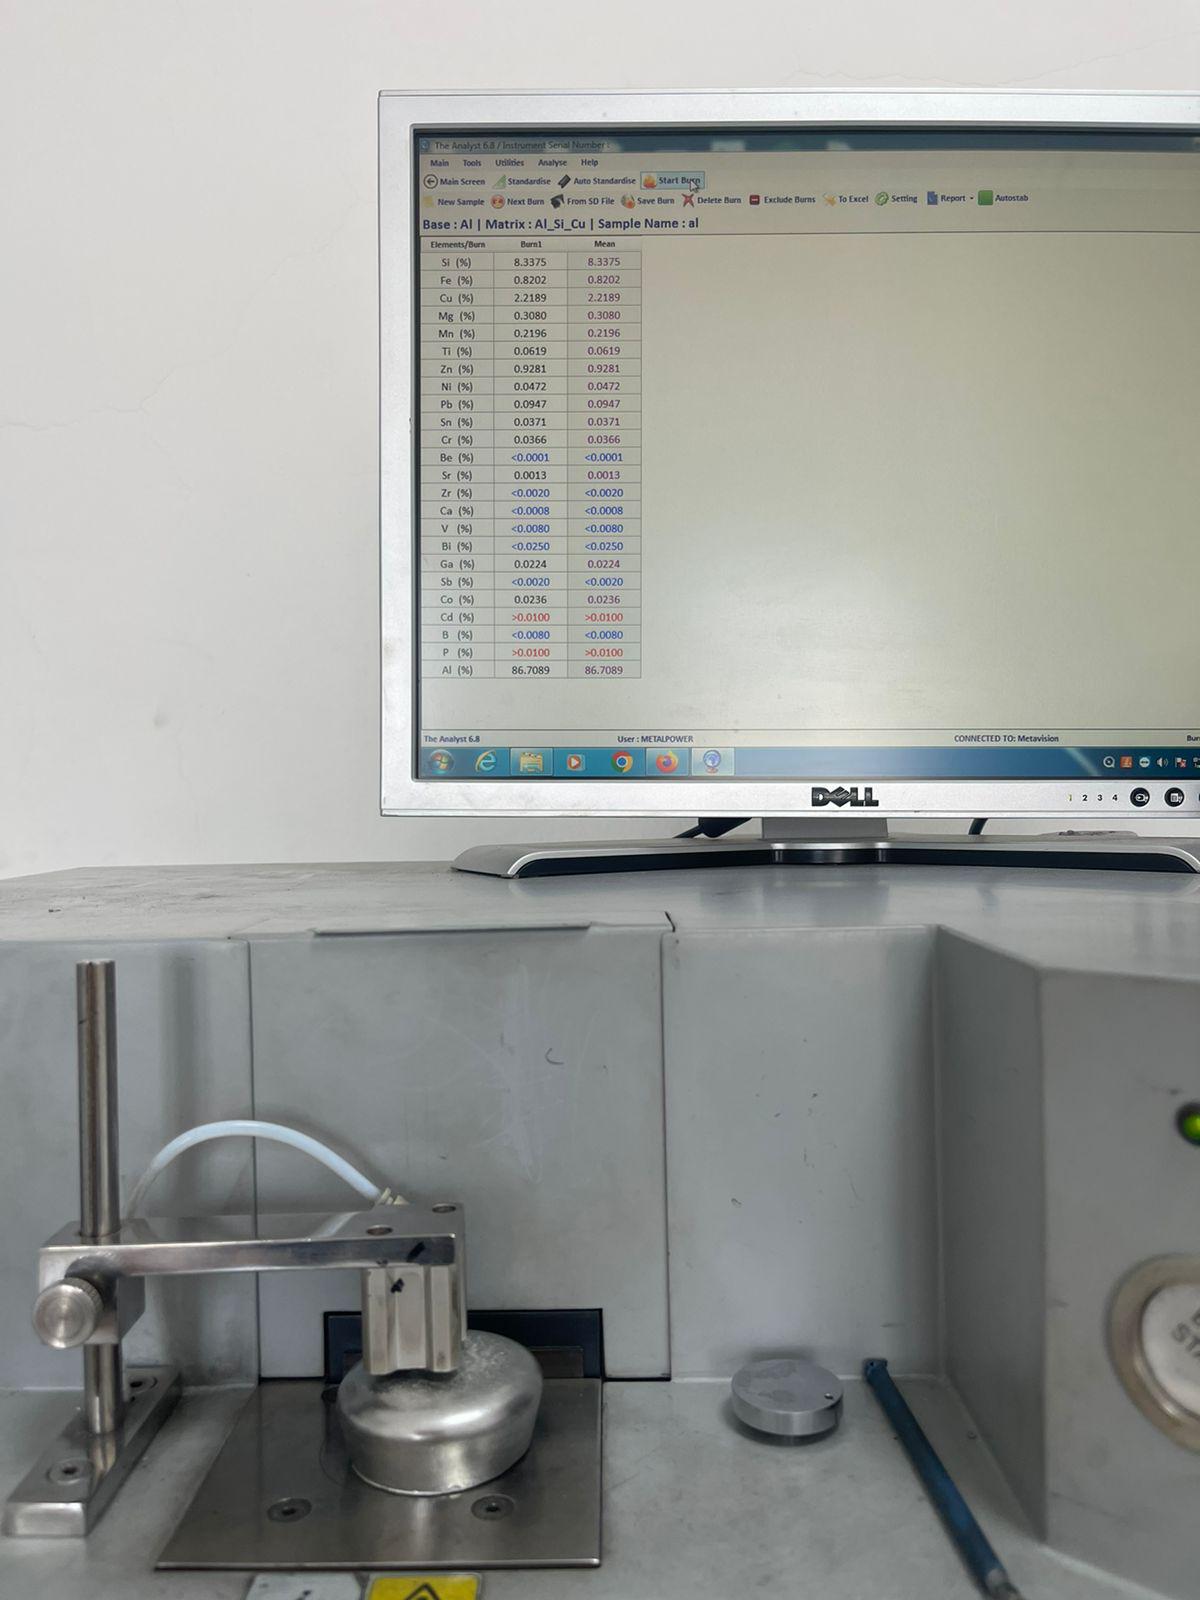 The Analyst 6.8 / Instrument Serial Number :
Main Tools Utilities Analyse Help
Main Screen Standardise Auto Standardise Start Burn
New Sample Next Burn From SD File Save Burn Delete Burn Exclude Burns To Excel Setting Report Autostab
Base : Al | Matrix : Al_Si_Cu | Sample Name : al
Elements/Burn Burn1 Mean
Si (%) 8.3375 8.3375
Fe (%) 0.8202 0.8202
Cu (%) 2.2189 2.2189
Mg (%) 0.3080 0.3080
Mn (%) 0.2196 0.2196
Ti (%) 0.0619 0.0619
Zn (%) 0.9281 0.9281
Ni (%) 0.0472 0.0472
Pb (%) 0.0947 0.0947
Sn (%) 0.0371 0.0371
Cr (%) 0.0366 0.0366
Be (%) <0.0001 <0.0001
Sr (%) 0.0013 0.0013
Zr (%) <0.0020 <0.0020
Ca (%) <0.0008 <0.0008
V (%) <0.0080 <0.0080
Bi (%) <0.0250 <0.0250
Ga (%) 0.0224 0.0224
Sb (%) <0.0020 <0.0020
Co (%) 0.0236 0.0236
Cd (%) >0.0100 >0.0100
B (%) <0.0080 <0.0080
P (%) >0.0100 >0.0100
Al (%) 86.7089 86.7089
The Analyst 6.8 User : METALPOWER CONNECTED TO: Metavision
DELL
1 2 3 4